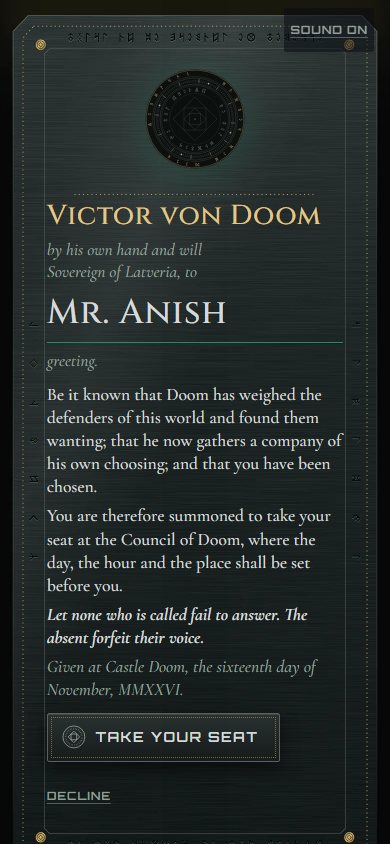 SOUND ON
VICTOR VON DOOM
by his own hand and will
Sovereign of Latveria, to
MR. ANISH
greeting.
Be it known that Doom has weighed the
defenders of this world and found them
wanting; that he now gathers a company of
his own choosing; and that you have been
chosen.
You are therefore summoned to take your
seat at the Council of Doom, where the
day, the hour and the place shall be set
before you.
Let none who is called fail to answer. The
absent forfeit their voice.
Given at Castle Doom, the sixteenth day of
November, MMXXVI.
TAKE YOUR SEAT
DECLINE